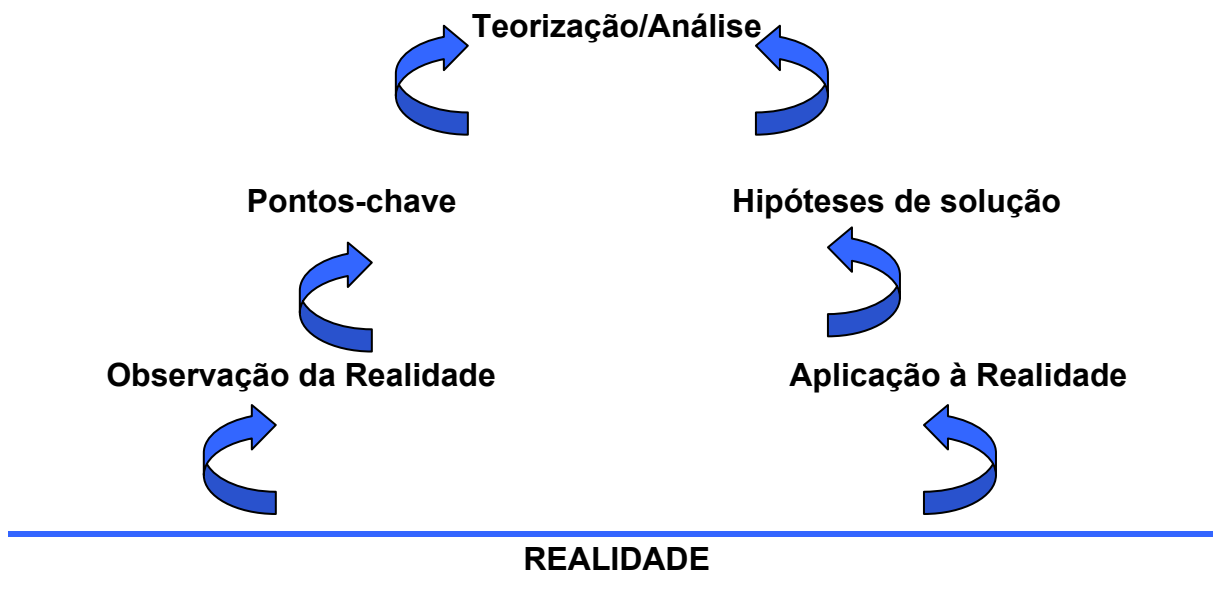 Teorização/Análise
Pontos-chave
Hipóteses de solução
Observação da Realidade
Aplicação à Realidade
REALIDADE